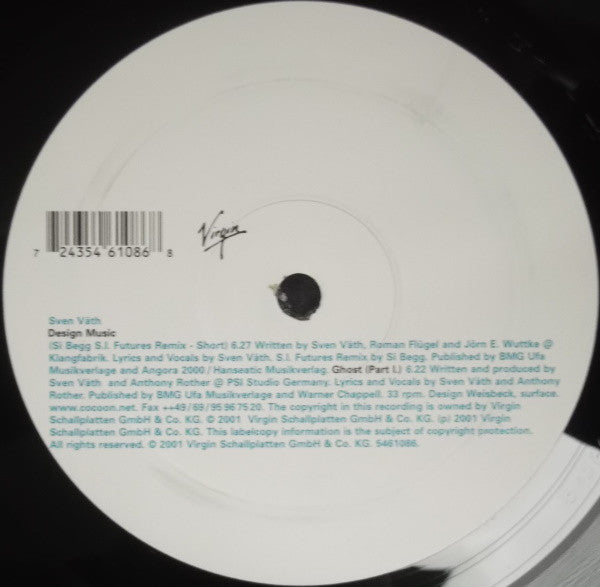 Virgin
7 24354 61086 8
Sven Väth
Design Music
(Si Begg S.I. Futures Remix - Short) 6.27 Written by Sven Väth, Roman Flügel and Jörn E. Wuttke @
Klangfabrik. Lyrics and Vocals by Sven Väth. S.I. Futures Remix by Si Begg. Published by BMG Ufa
Musikverlage and Angora 2000 / Hanseatic Musikverlag. Ghost (Part I.) 6.22 Written and produced by
Sven Väth and Anthony Rother @ PSI Studio Germany. Lyrics and Vocals by Sven Väth and Anthony
Rother. Published by BMG, Ufa Musikverlage and Warner Chappell. 33 rpm. Design Weisbeck, surface.
www.cocoon.net. Fax ++49/69/95967520. The copyright in this recording is owned by Virgin
Schallplatten GmbH & Co. KG. © 2001 Virgin Schallplatten GmbH & Co. KG. (p) 2001 Virgin
Schallplatten GmbH & Co. KG. This labelcopy information is the subject of copyright protection.
All rights reserved. © 2001 Virgin Schallplatten GmbH & Co. KG. 5461086.